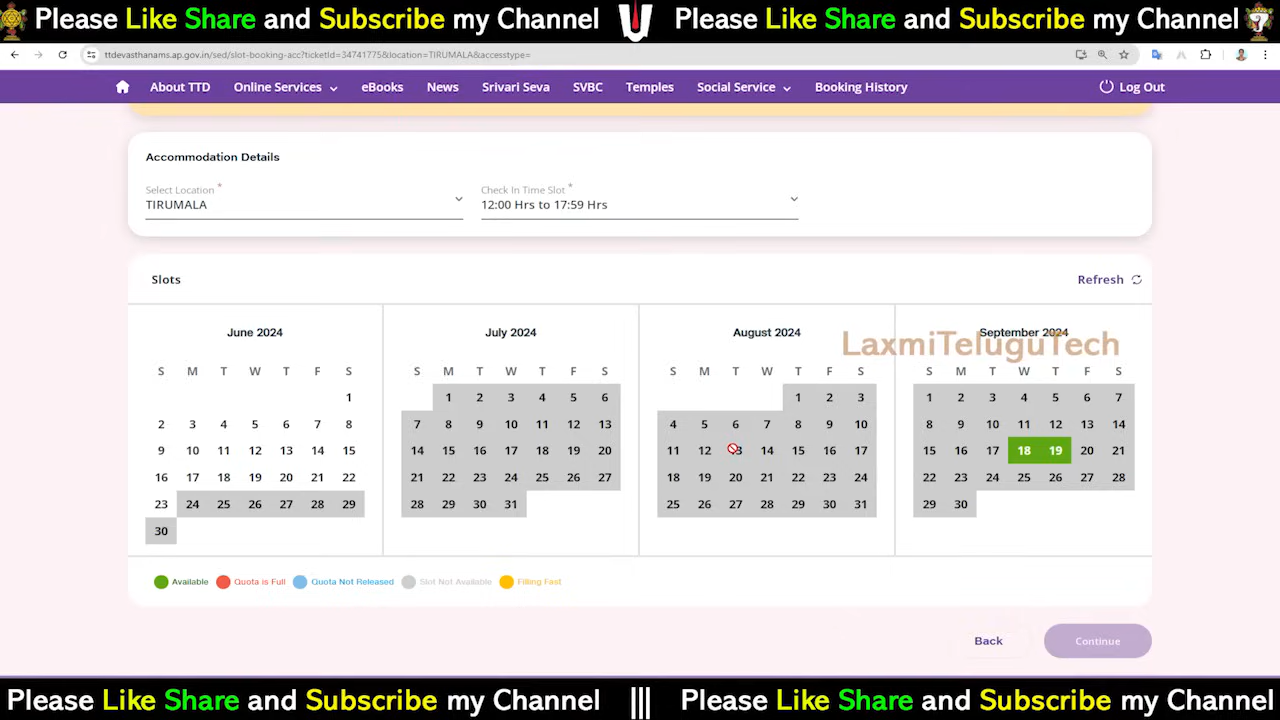 Please Like Share and Subscribe my Channel
Please Like Share and Subscribe my Channel
ttdevasthanams.ap.gov.in/sed/slot-booking-acc?ticketId=34741775&location=TIRUMALA&accesstype=
About TTD Online Services eBooks News Srivari Seva SVBC Temples Social Service Booking History Log Out
Accommodation Details
Select Location *
TIRUMALA
Check In Time Slot *
12:00 Hrs to 17:59 Hrs
Slots
Refresh
LaxmiTeluguTech
June 2024
S M T W T F S
1
2 3 4 5 6 7 8
9 10 11 12 13 14 15
16 17 18 19 20 21 22
23 24 25 26 27 28 29
30
July 2024
S M T W T F S
1 2 3 4 5 6
7 8 9 10 11 12 13
14 15 16 17 18 19 20
21 22 23 24 25 26 27
28 29 30 31
August 2024
S M T W T F S
1 2 3
4 5 6 7 8 9 10
11 12 13 14 15 16 17
18 19 20 21 22 23 24
25 26 27 28 29 30 31
September 2024
S M T W T F S
1 2 3 4 5 6 7
8 9 10 11 12 13 14
15 16 17 18 19 20 21
22 23 24 25 26 27 28
29 30
Available Quota is Full Quota Not Released Slot Not Available Filling Fast
Back Continue
Please Like Share and Subscribe my Channel
|||
Please Like Share and Subscribe my Channel